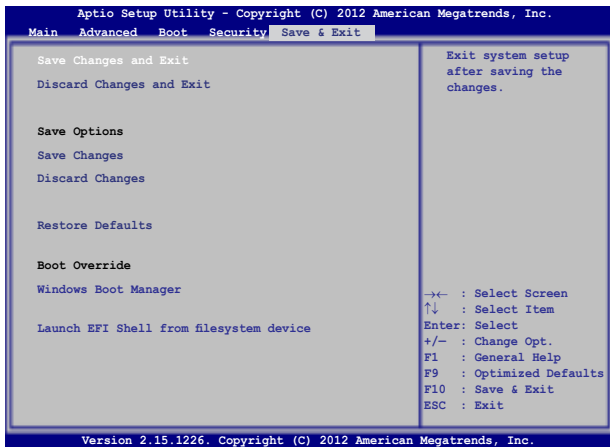 Aptio Setup Utility - Copyright (C) 2012 American Megatrends, Inc.
Main Advanced Boot Security Save & Exit
Save Changes and Exit
Discard Changes and Exit
Save Options
Save Changes
Discard Changes
Restore Defaults
Boot Override
Windows Boot Manager
Launch EFI Shell from filesystem device
Exit system setup
after saving the
changes.
→← : Select Screen
↑↓ : Select Item
Enter: Select
+/— : Change Opt.
F1 : General Help
F9 : Optimized Defaults
F10 : Save & Exit
ESC : Exit
Version 2.15.1226. Copyright (C) 2012 American Megatrends, Inc.